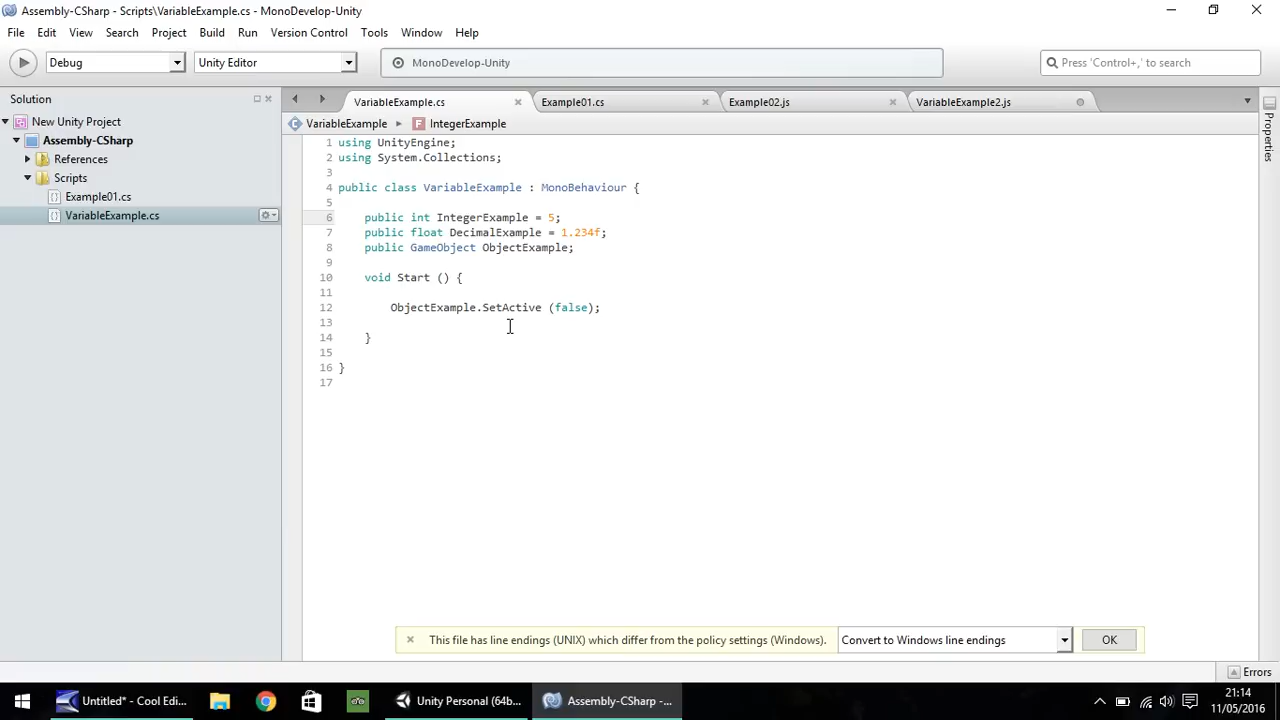 Assembly-CSharp - Scripts\VariableExample.cs - MonoDevelop-Unity
File Edit View Search Project Build Run Version Control Tools Window Help
Debug Unity Editor MonoDevelop-Unity Press 'Control+,' to search
Solution
VariableExample.cs Example01.cs Example02.js VariableExample2.js
New Unity Project
Assembly-CSharp
References
Scripts
Example01.cs
VariableExample.cs
VariableExample IntegerExample
1 using UnityEngine;
2 using System.Collections;
3
4 public class VariableExample : MonoBehaviour {
5
6 public int IntegerExample = 5;
7 public float DecimalExample = 1.234f;
8 public GameObject ObjectExample;
9
10 void Start () {
11
12 ObjectExample.SetActive (false);
13
14 }
15
16 }
17
Properties
This file has line endings (UNIX) which differ from the policy settings (Windows). Convert to Windows line endings OK
Errors
Untitled* - Cool Edi... Unity Personal (64b... Assembly-CSharp -...
21:14
11/05/2016